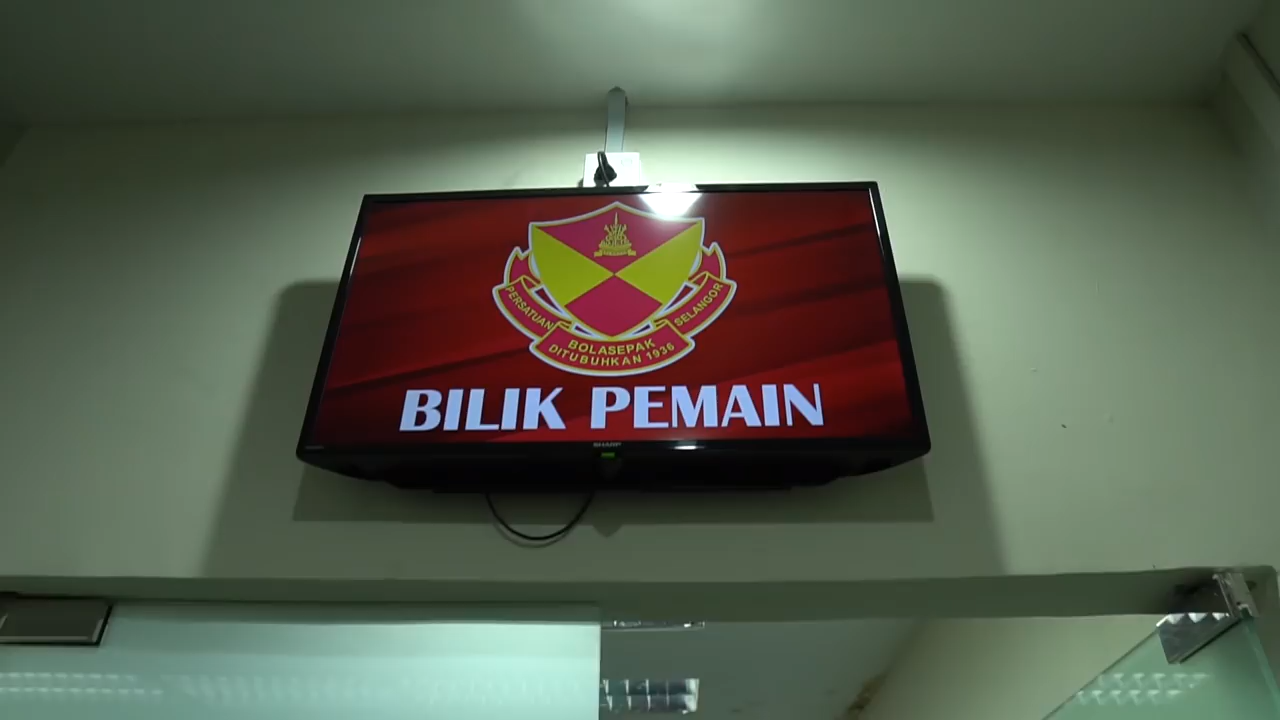 PERSATUAN
BOLASEPAK
SELANGOR
DITUBUHKAN 1936
BILIK PEMAIN
SHARP